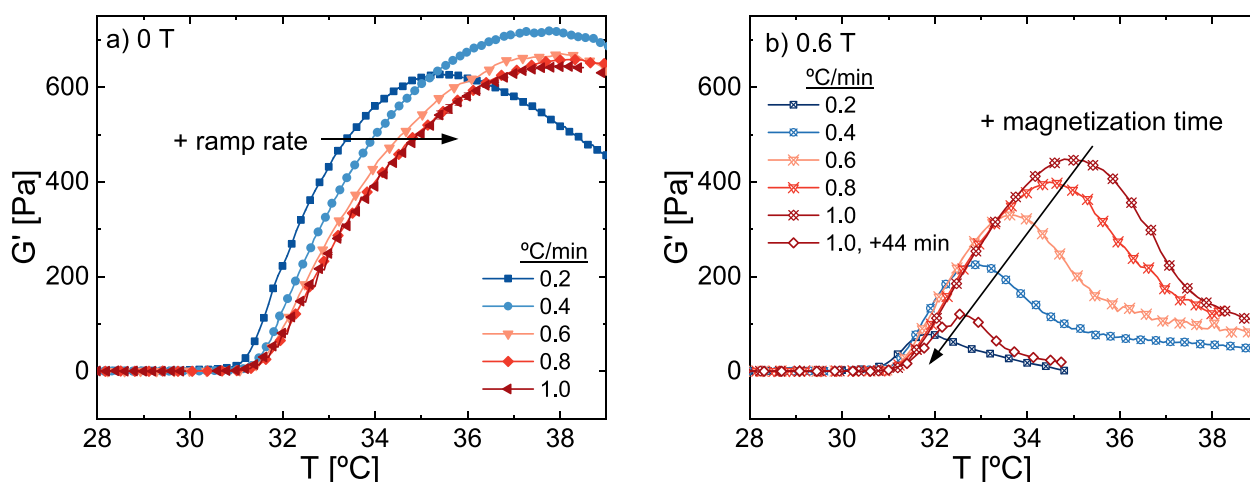 a) 0 T
+ ramp rate
G' [Pa]
600
400
200
0
28
30
32
34
36
38
T [ºC]
ºC/min
0.2
0.4
0.6
0.8
1.0
b) 0.6 T
ºC/min
0.2
0.4
0.6
0.8
1.0
1.0, +44 min
+ magnetization time
G' [Pa]
600
400
200
0
28
30
32
34
36
38
T [ºC]